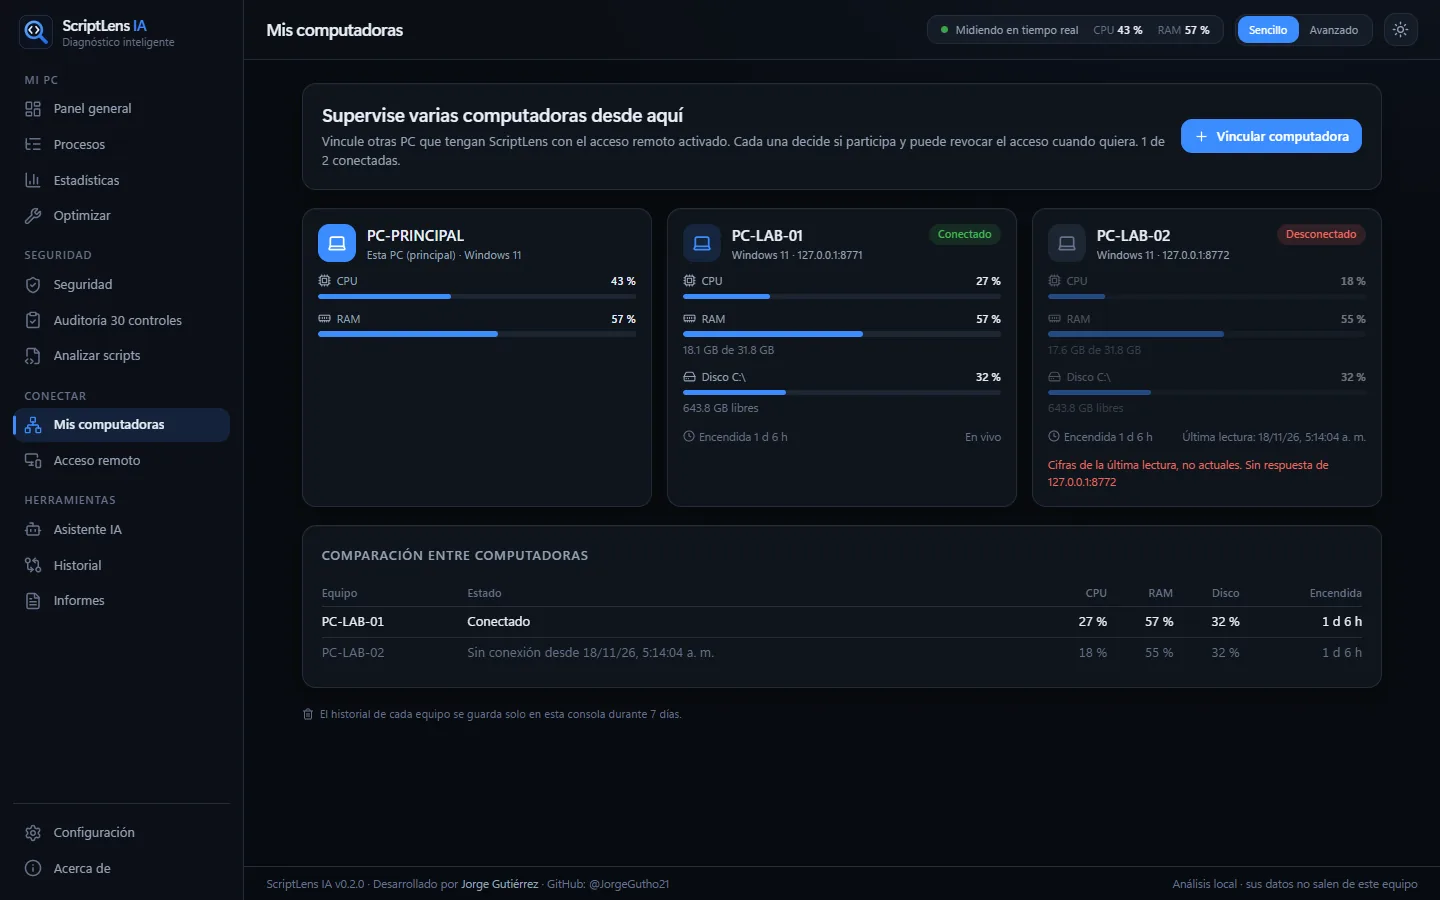 ScriptLens IA
Diagnóstico inteligente
MI PC
Panel general
Procesos
Estadísticas
Optimizar
SEGURIDAD
Seguridad
Auditoría 30 controles
Analizar scripts
CONECTAR
Mis computadoras
Acceso remoto
HERRAMIENTAS
Asistente IA
Historial
Informes
Configuración
Acerca de
Mis computadoras
Midiendo en tiempo real CPU 43 % RAM 57 %
Sencillo Avanzado
Supervise varias computadoras desde aquí
Vincule otras PC que tengan ScriptLens con el acceso remoto activado. Cada una decide si participa y puede revocar el acceso cuando quiera. 1 de
2 conectadas.
+ Vincular computadora
PC-PRINCIPAL
Esta PC (principal) · Windows 11
CPU 43 %
RAM 57 %
PC-LAB-01 Conectado
Windows 11 · 127.0.0.1:8771
CPU 27 %
RAM 57 %
18.1 GB de 31.8 GB
Disco C:\ 32 %
643.8 GB libres
Encendida 1 d 6 h En vivo
PC-LAB-02 Desconectado
Windows 11 · 127.0.0.1:8772
CPU 18 %
RAM 55 %
17.6 GB de 31.8 GB
Disco C:\ 32 %
643.8 GB libres
Encendida 1 d 6 h Última lectura: 18/11/26, 5:14:04 a. m.
Cifras de la última lectura, no actuales. Sin respuesta de
127.0.0.1:8772
COMPARACIÓN ENTRE COMPUTADORAS
Equipo Estado CPU RAM Disco Encendida
PC-LAB-01 Conectado 27 % 57 % 32 % 1 d 6 h
PC-LAB-02 Sin conexión desde 18/11/26, 5:14:04 a. m. 18 % 55 % 32 % 1 d 6 h
El historial de cada equipo se guarda solo en esta consola durante 7 días.
ScriptLens IA v0.2.0 · Desarrollado por Jorge Gutiérrez · GitHub: @JorgeGutho21
Análisis local · sus datos no salen de este equipo